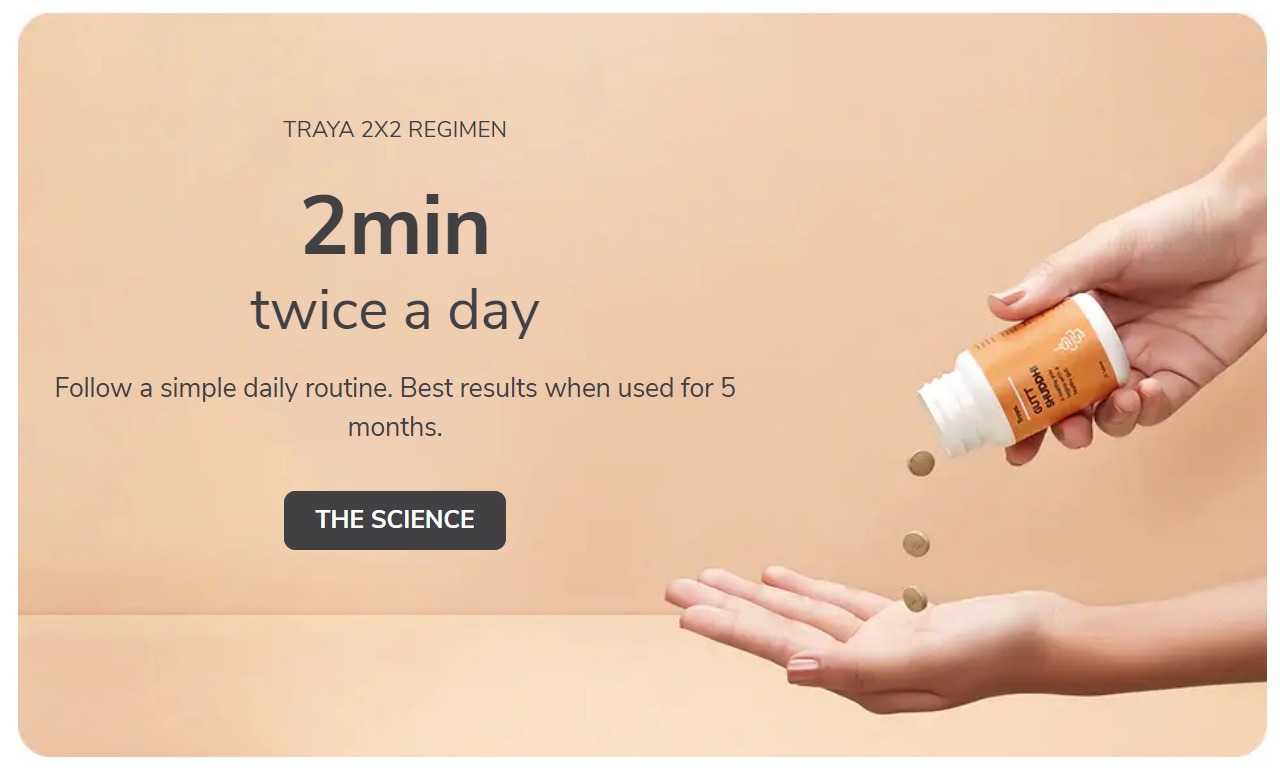 TRAYA 2X2 REGIMEN
2min
twice a day
Follow a simple daily routine. Best results when used for 5
months.
THE SCIENCE
Traya.
GUTT
SHUDDHI